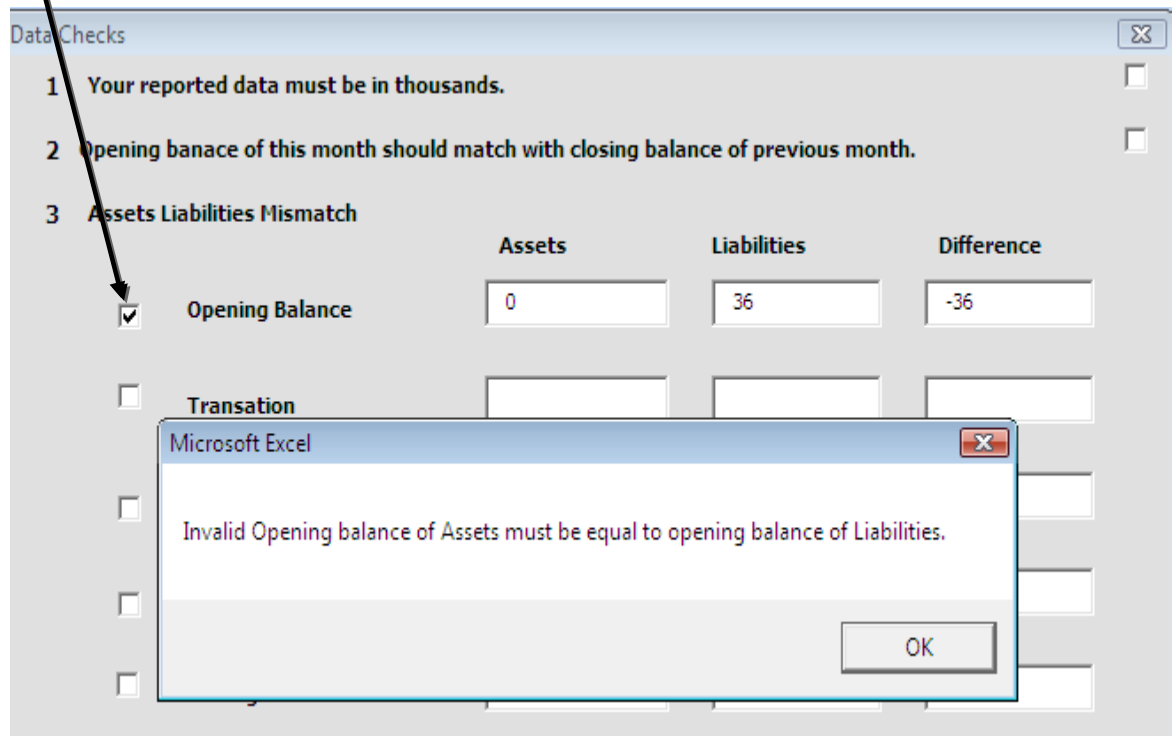 Data Checks
1 Your reported data must be in thousands.
2 Opening banace of this month should match with closing balance of previous month.
3 Assets Liabilities Mismatch
Assets Liabilities Difference
Opening Balance 0 36 -36
Transation
Microsoft Excel
Invalid Opening balance of Assets must be equal to opening balance of Liabilities.
OK